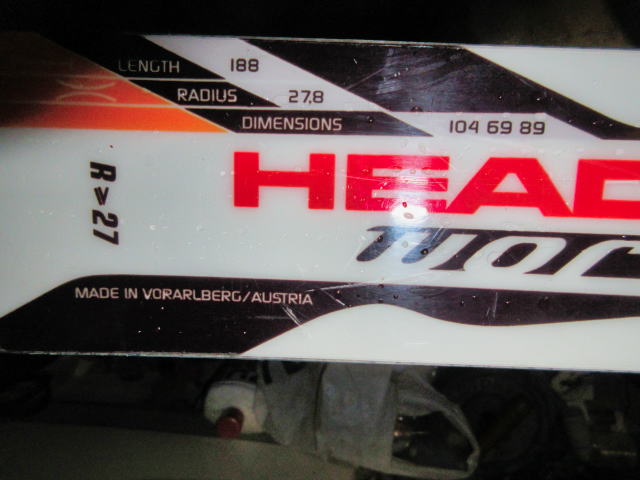 LENGTH 188
RADIUS 27,8
DIMENSIONS 104 69 89
R>27
HEAD
MADE IN VORARLBERG/AUSTRIA